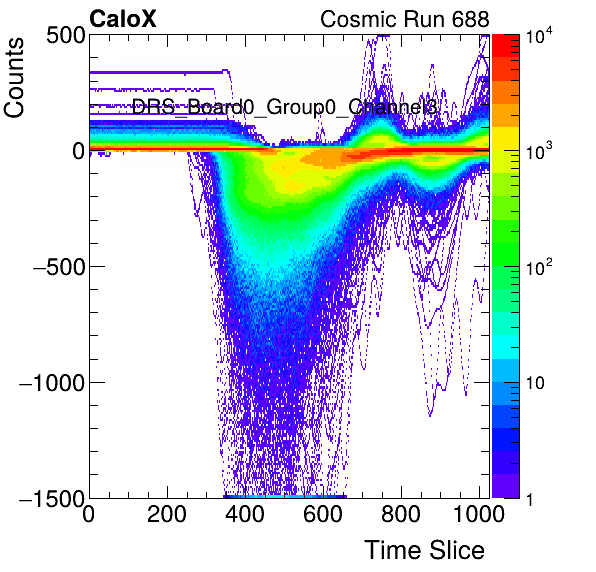 CaloX Cosmic Run 688
Counts
500
0
−500
−1000
−1500
DRS_Board0_Group0_Channel3
0 200 400 600 800 1000
Time Slice
10⁴
10³
10²
10
1